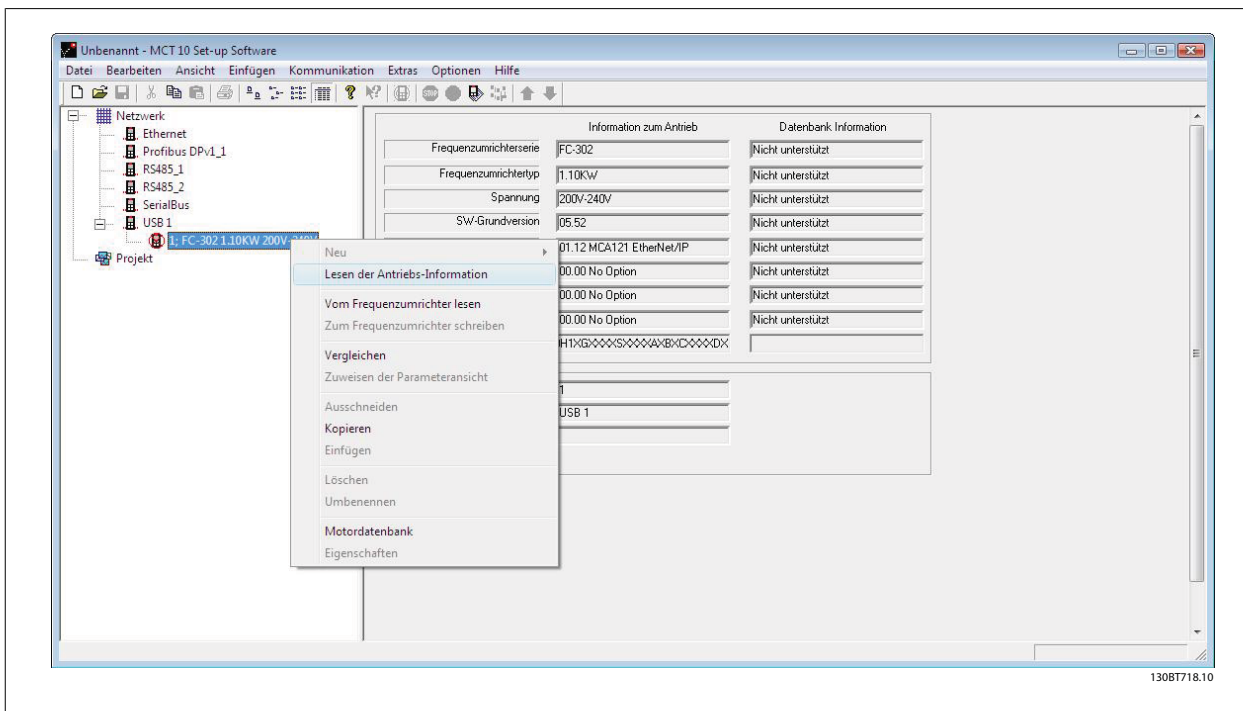 Unbenannt - MCT 10 Set-up Software
Datei Bearbeiten Ansicht Einfügen Kommunikation Extras Optionen Hilfe
Netzwerk
Ethernet
Profibus DPv1_1
RS485_1
RS485_2
SerialBus
USB 1
1; FC-302 1.10KW 200V-240V
Projekt
Neu
Lesen der Antriebs-Information
Vom Frequenzumrichter lesen
Zum Frequenzumrichter schreiben
Vergleichen
Zuweisen der Parameteransicht
Ausschneiden
Kopieren
Einfügen
Löschen
Umbenennen
Motordatenbank
Eigenschaften
Information zum Antrieb Datenbank Information
Frequenzumrichterserie FC-302 Nicht unterstützt
Frequenzumrichtertyp 1.10KW Nicht unterstützt
Spannung 200V-240V Nicht unterstützt
SW-Grundversion 05.52 Nicht unterstützt
01.12 MCA121 EtherNet/IP Nicht unterstützt
00.00 No Option Nicht unterstützt
00.00 No Option Nicht unterstützt
00.00 No Option Nicht unterstützt
H1XGXXXXSXXXXAXBXCXXXXDX
1
USB 1
130BT718.10